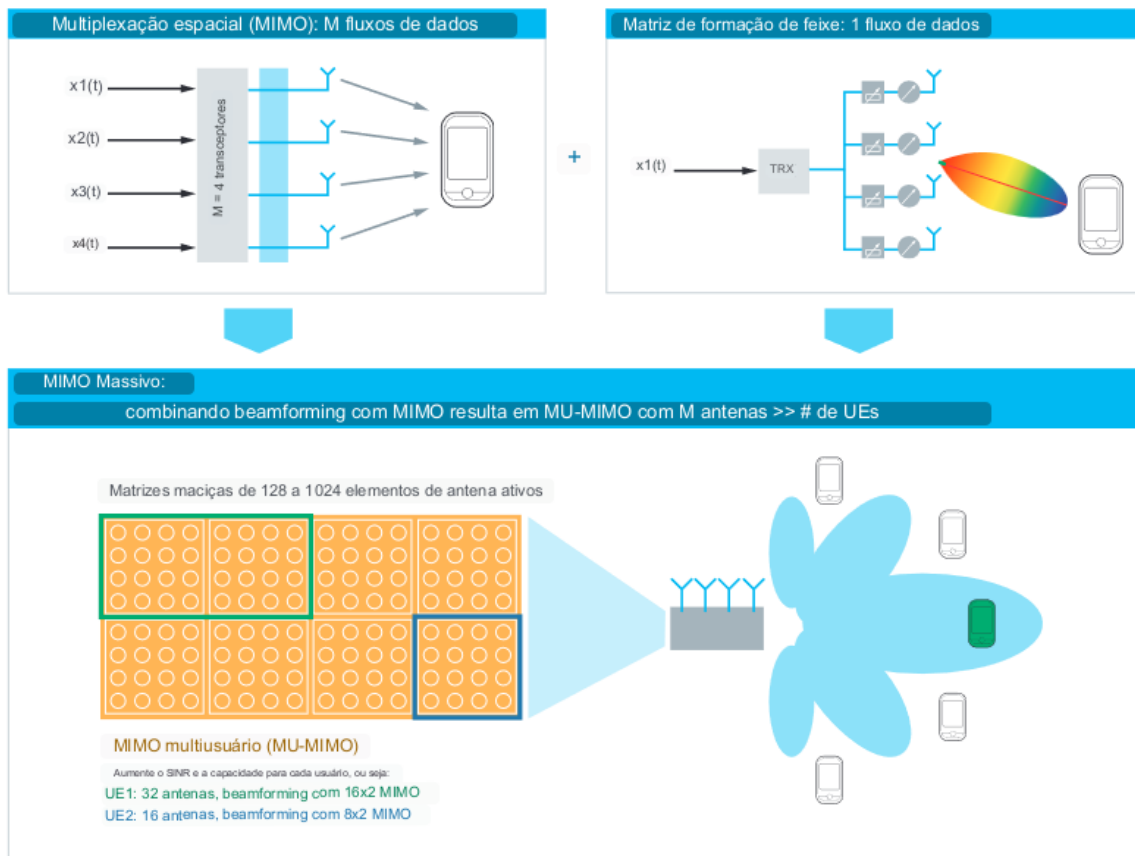 Multiplexação espacial (MIMO): M fluxos de dados
x1(t)
x2(t)
x3(t)
x4(t)
M = 4 transceptores
+
Matriz de formação de feixe: 1 fluxo de dados
x1(t)
TRX
MIMO Massivo:
combinando beamforming com MIMO resulta em MU-MIMO com M antenas >> # de UEs
Matrizes maciças de 128 a 1024 elementos de antena ativos
MIMO multiusuário (MU-MIMO)
Aumente o SINR e a capacidade para cada usuário, ou seja:
UE1: 32 antenas, beamforming com 16x2 MIMO
UE2: 16 antenas, beamforming com 8x2 MIMO